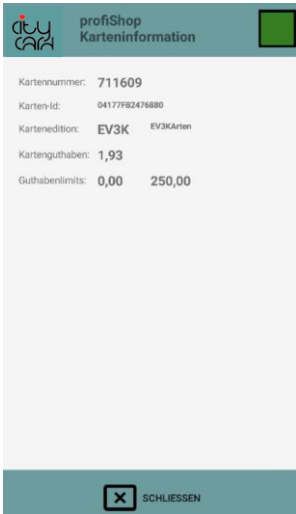 city card
profiShop
Karteninformation
Kartennummer: 711609
Karten-Id: 04177FB2476880
Kartenedition: EV3K EV3KArten
Kartenguthaben: 1,93
Guthabenlimits: 0,00 250,00
SCHLIESSEN